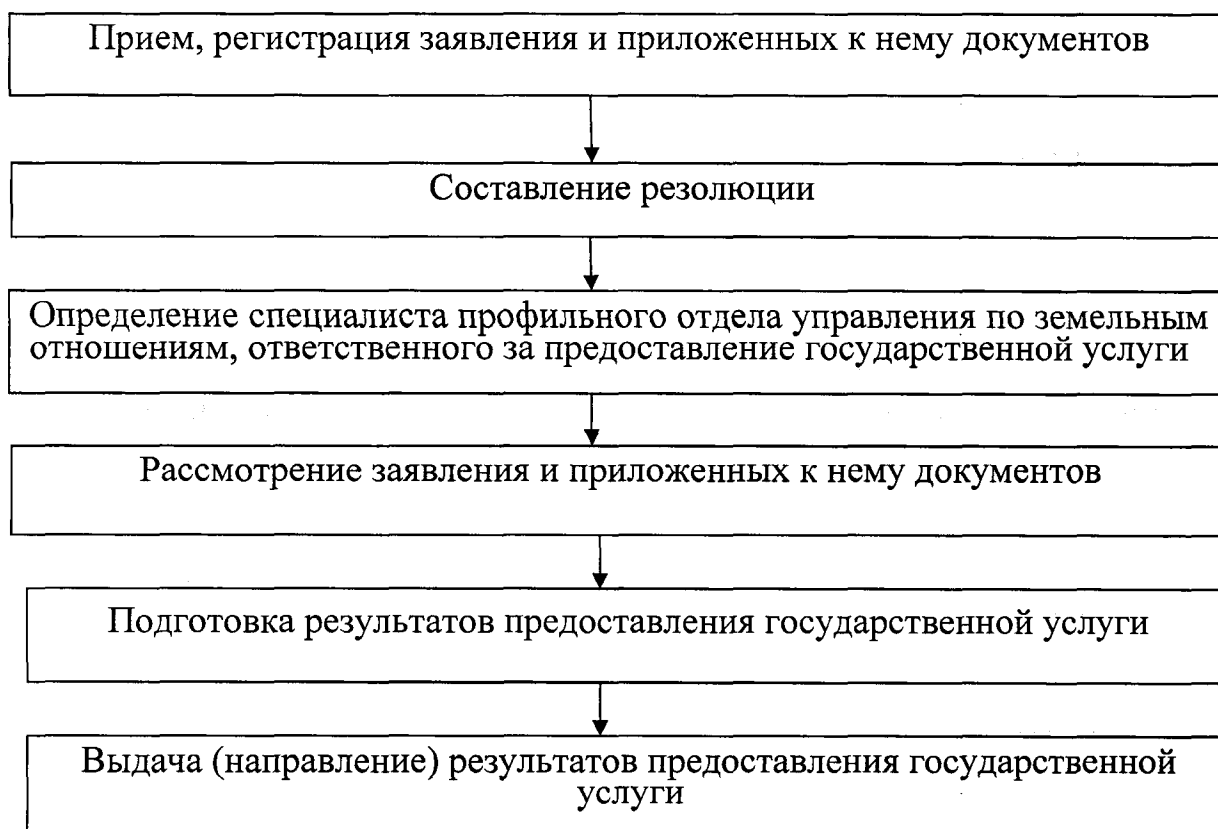 Прием, регистрация заявления и приложенных к нему документов
Составление резолюции
Определение специалиста профильного отдела управления по земельным
отношениям, ответственного за предоставление государственной услуги
Рассмотрение заявления и приложенных к нему документов
Подготовка результатов предоставления государственной услуги
Выдача (направление) результатов предоставления государственной
услуги